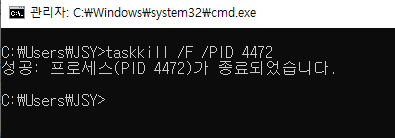 관리자: C:₩Windows₩system32₩cmd.exe
C:₩Users₩JSY>taskkill /F /PID 4472
성공: 프로세스(PID 4472)가 종료되었습니다.
C:₩Users₩JSY>